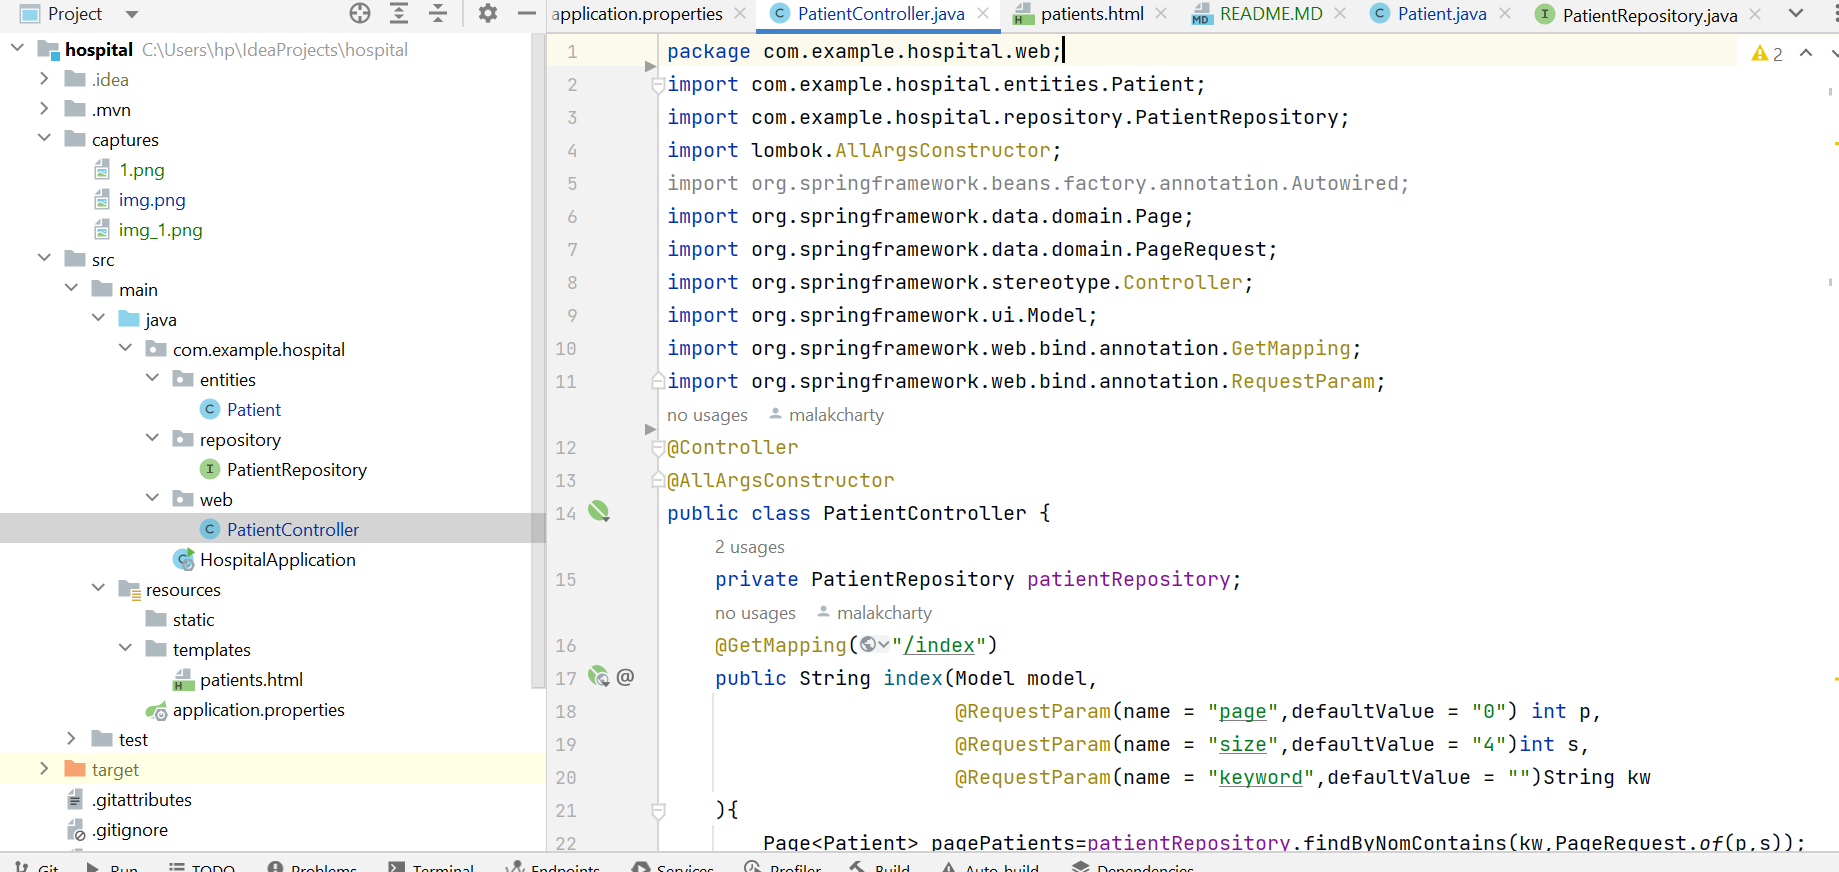 Project
hospital C:\Users\hp\IdeaProjects\hospital
.idea
.mvn
captures
1.png
img.png
img_1.png
src
main
java
com.example.hospital
entities
Patient
repository
PatientRepository
web
PatientController
HospitalApplication
resources
static
templates
patients.html
application.properties
test
target
.gitattributes
.gitignore
application.properties PatientController.java patients.html README.MD Patient.java PatientRepository.java
2
1 package com.example.hospital.web;
2 import com.example.hospital.entities.Patient;
3 import com.example.hospital.repository.PatientRepository;
4 import lombok.AllArgsConstructor;
5 import org.springframework.beans.factory.annotation.Autowired;
6 import org.springframework.data.domain.Page;
7 import org.springframework.data.domain.PageRequest;
8 import org.springframework.stereotype.Controller;
9 import org.springframework.ui.Model;
10 import org.springframework.web.bind.annotation.GetMapping;
11 import org.springframework.web.bind.annotation.RequestParam;
no usages malakcharty
12 @Controller
13 @AllArgsConstructor
14 public class PatientController {
2 usages
15 private PatientRepository patientRepository;
no usages malakcharty
16 @GetMapping("/index")
17 @ public String index(Model model,
18 @RequestParam(name = "page",defaultValue = "0") int p,
19 @RequestParam(name = "size",defaultValue = "4")int s,
20 @RequestParam(name = "keyword",defaultValue = "")String kw
21 ){
22 Page<Patient> pagePatients=patientRepository.findByNomContains(kw,PageRequest.of(p,s));
Git Run TODO Problems Terminal Endpoints Services Profiler Build Auto-build Dependencies